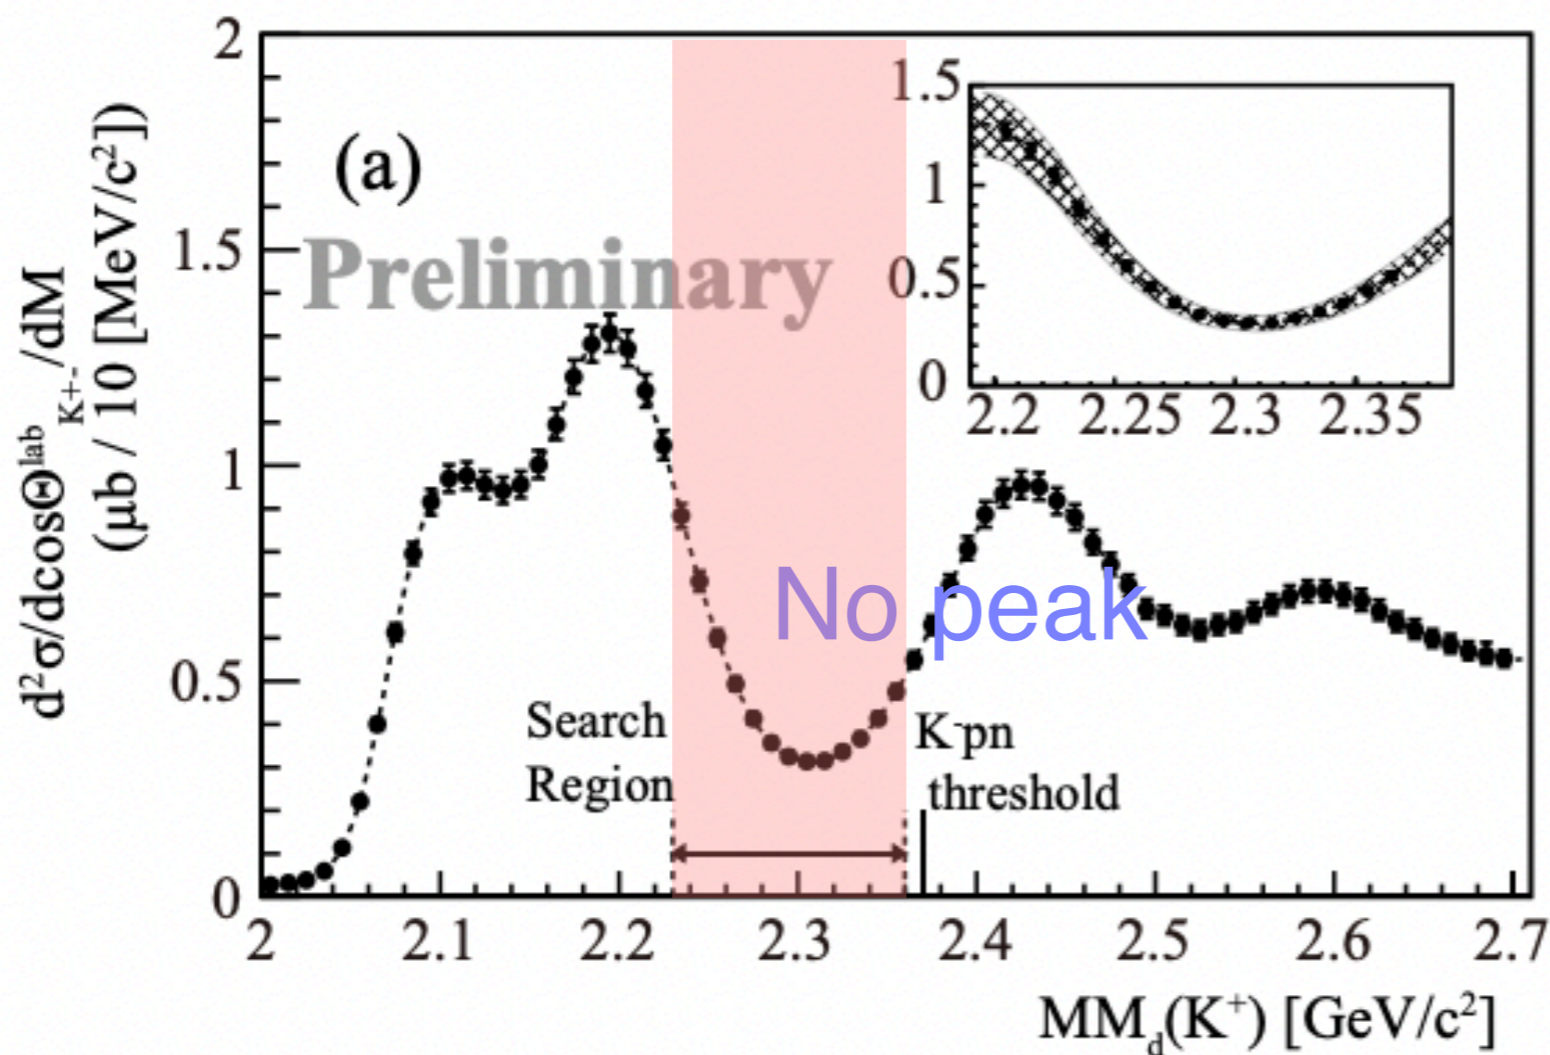 2
1.5
1
0.5
0
d²σ/dcosΘ^lab_K+-/dM
(μb / 10 [MeV/c²])
(a)
Preliminary
1.5
1
0.5
0
2.2 2.25 2.3 2.35
No peak
Search
Region
K⁻pn
threshold
2 2.1 2.2 2.3 2.4 2.5 2.6 2.7
MM_d(K⁺) [GeV/c²]